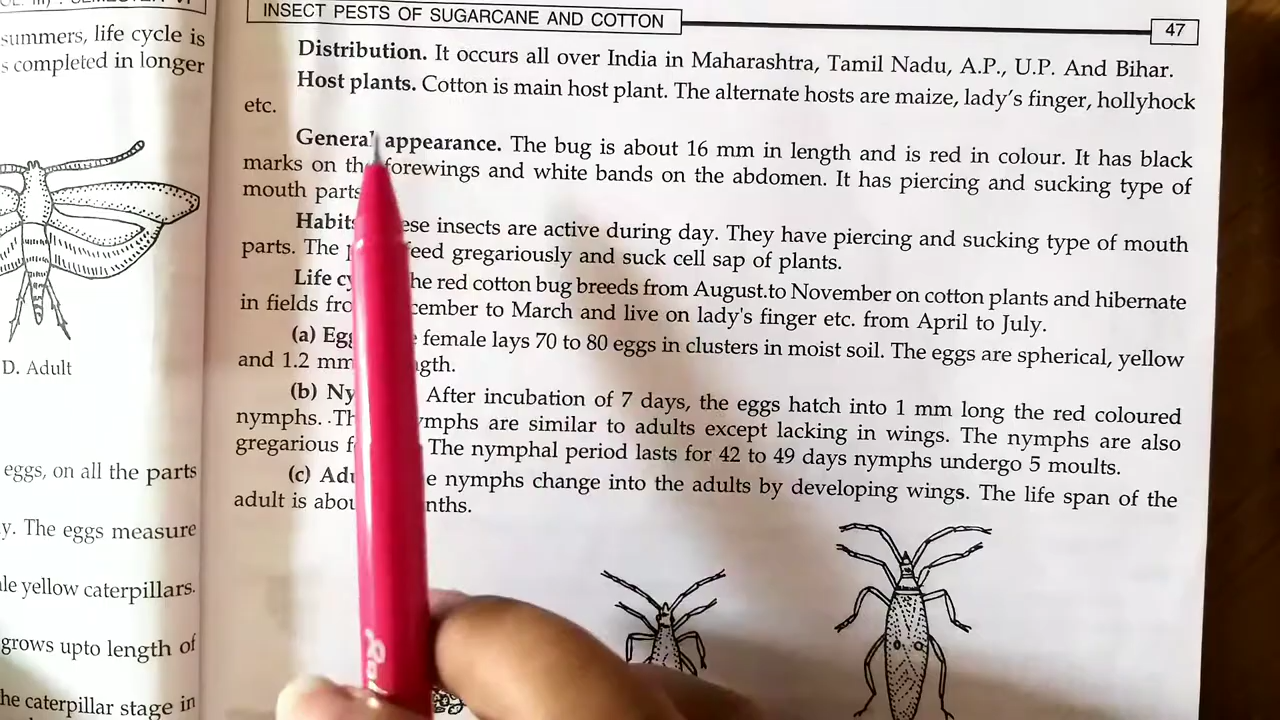 INSECT PESTS OF SUGARCANE AND COTTON
47
summers, life cycle is
s completed in longer
D. Adult
eggs, on all the parts
y. The eggs measure
le yellow caterpillars.
grows upto length of
he caterpillar stage in
Distribution. It occurs all over India in Maharashtra, Tamil Nadu, A.P., U.P. And Bihar.
Host plants. Cotton is main host plant. The alternate hosts are maize, lady's finger, hollyhock
etc.
General appearance. The bug is about 16 mm in length and is red in colour. It has black
marks on the forewings and white bands on the abdomen. It has piercing and sucking type of
mouth parts
Habits ese insects are active during day. They have piercing and sucking type of mouth
parts. The feed gregariously and suck cell sap of plants.
Life cy he red cotton bug breeds from August.to November on cotton plants and hibernate
in fields fro cember to March and live on lady's finger etc. from April to July.
(a) Egg female lays 70 to 80 eggs in clusters in moist soil. The eggs are spherical, yellow
and 1.2 mm gth.
(b) Ny After incubation of 7 days, the eggs hatch into 1 mm long the red coloured
nymphs. Th ymphs are similar to adults except lacking in wings. The nymphs are also
gregarious f The nymphal period lasts for 42 to 49 days nymphs undergo 5 moults.
(c) Adu e nymphs change into the adults by developing wings. The life span of the
adult is abou nths.